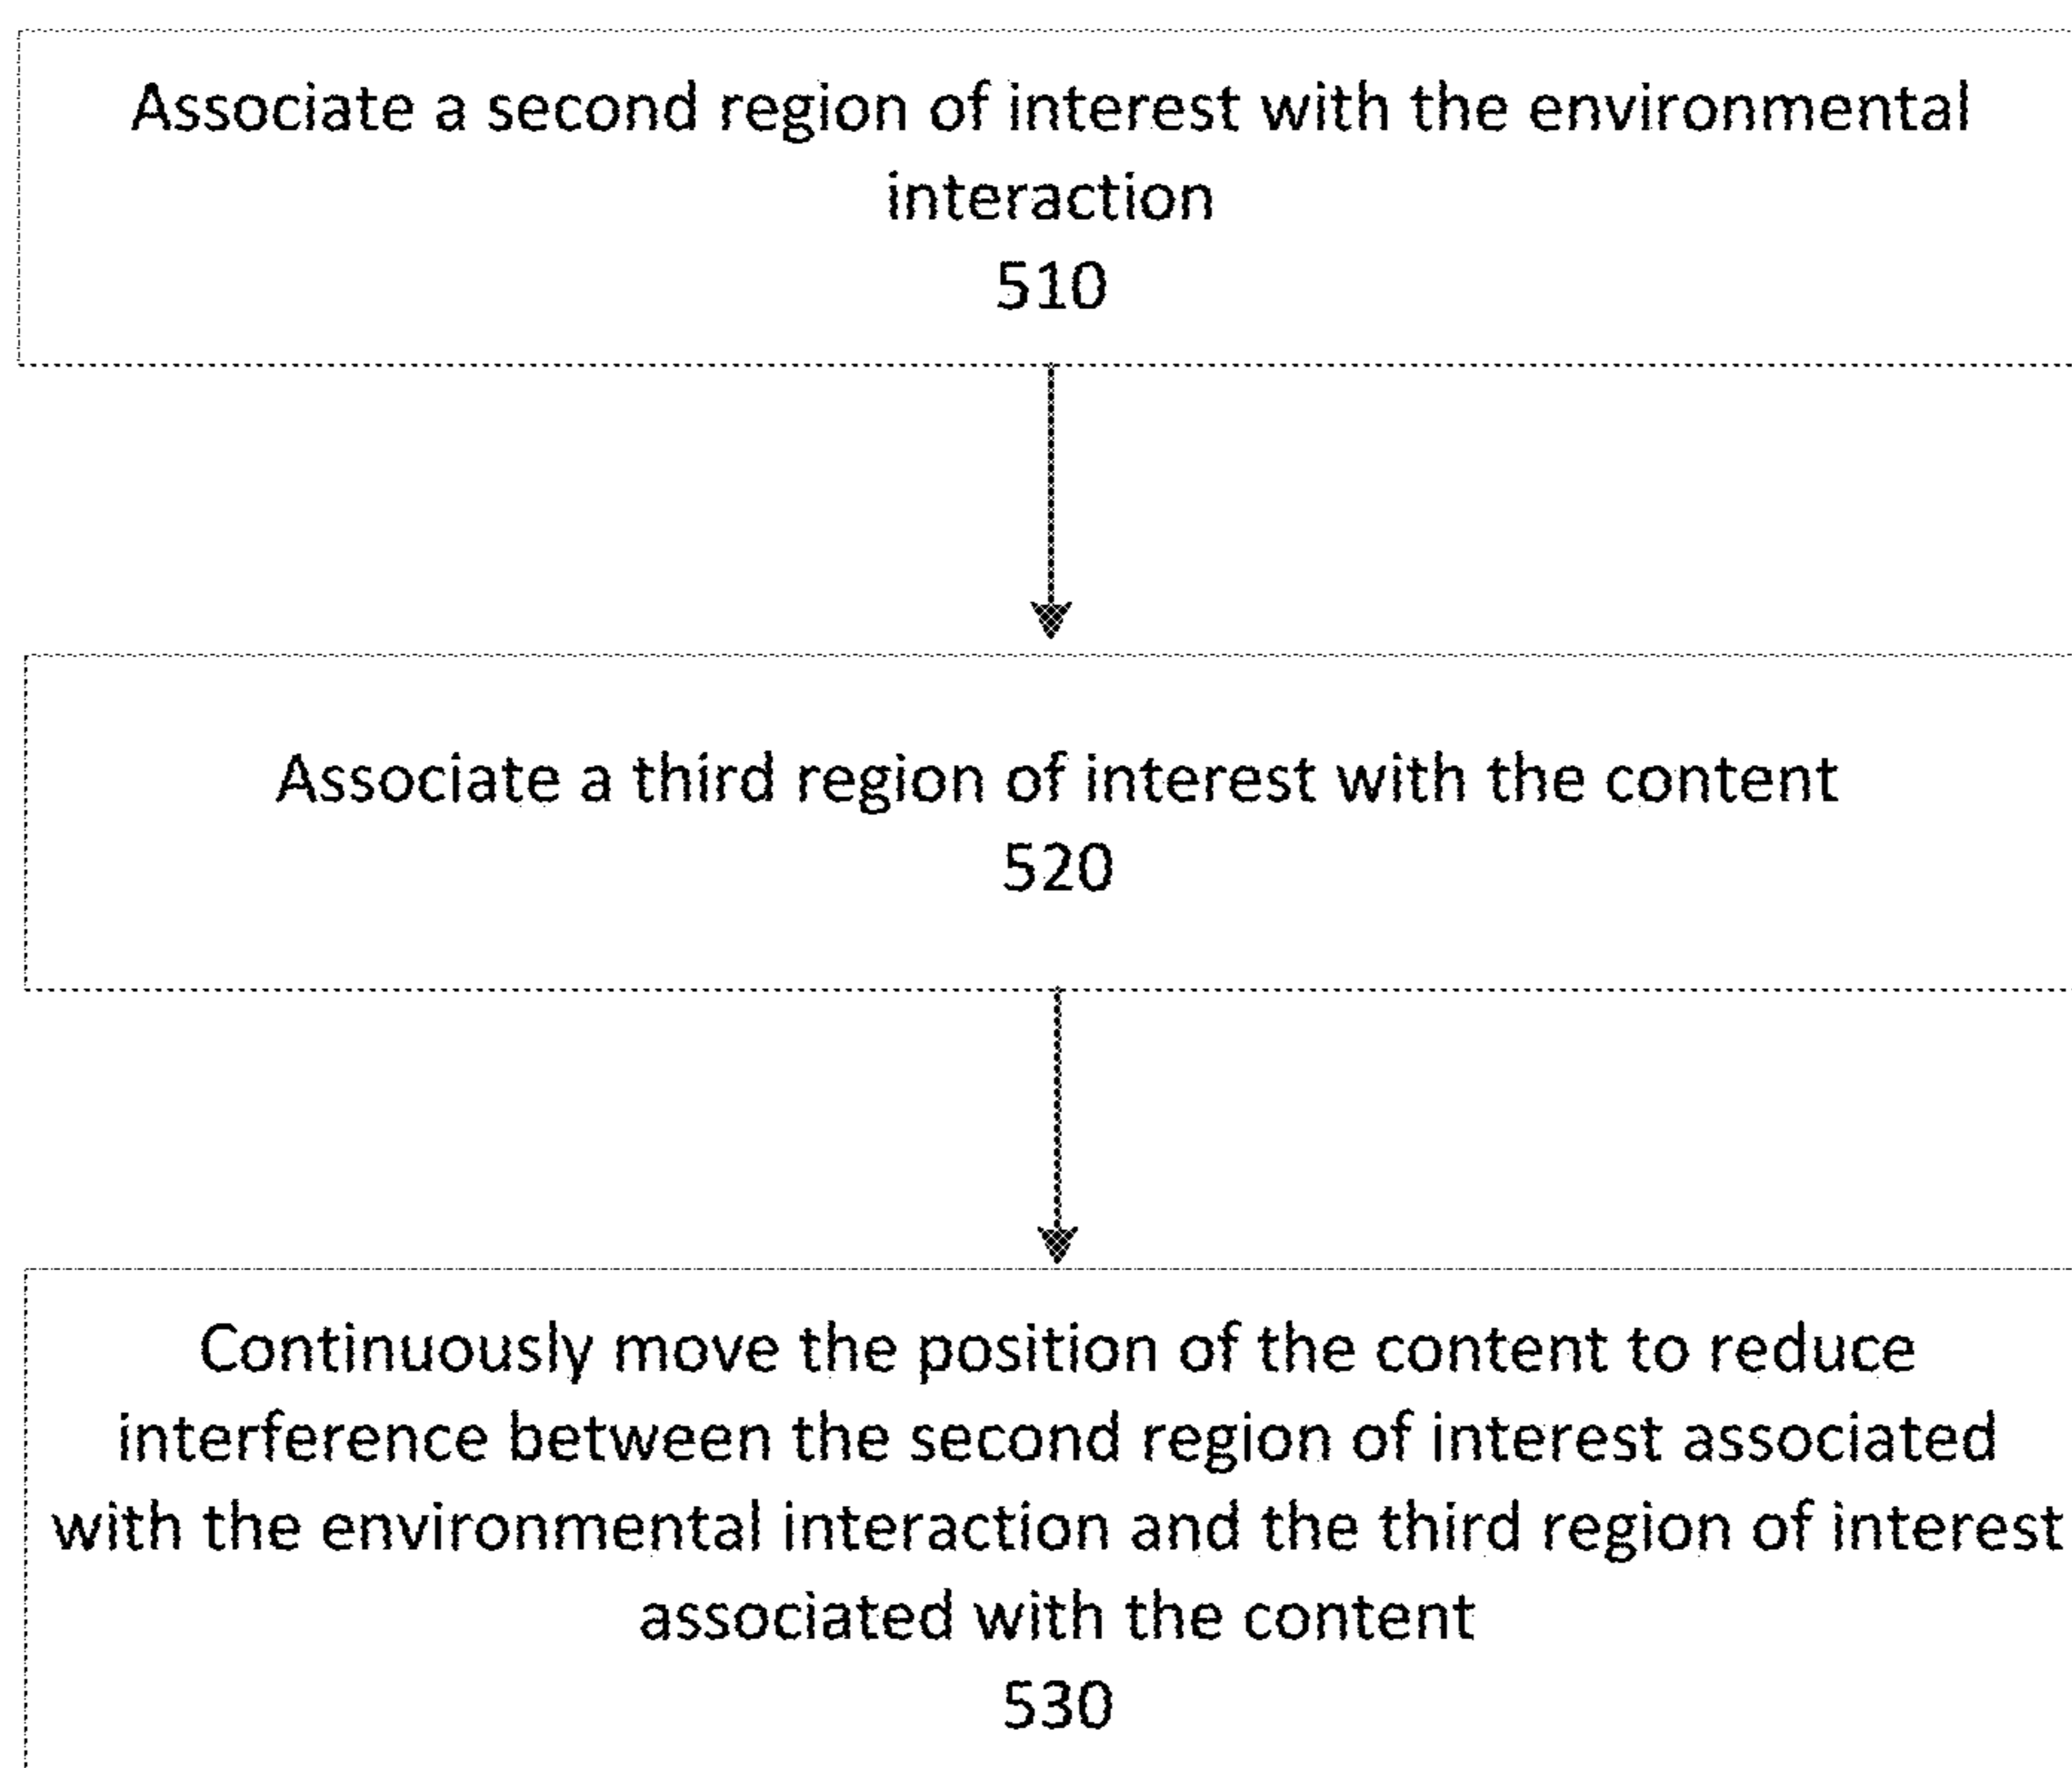 Associate a second region of interest with the environmental
interaction
510
Associate a third region of interest with the content
520
Continuously move the position of the content to reduce
interference between the second region of interest associated
with the environmental interaction and the third region of interest
associated with the content
530